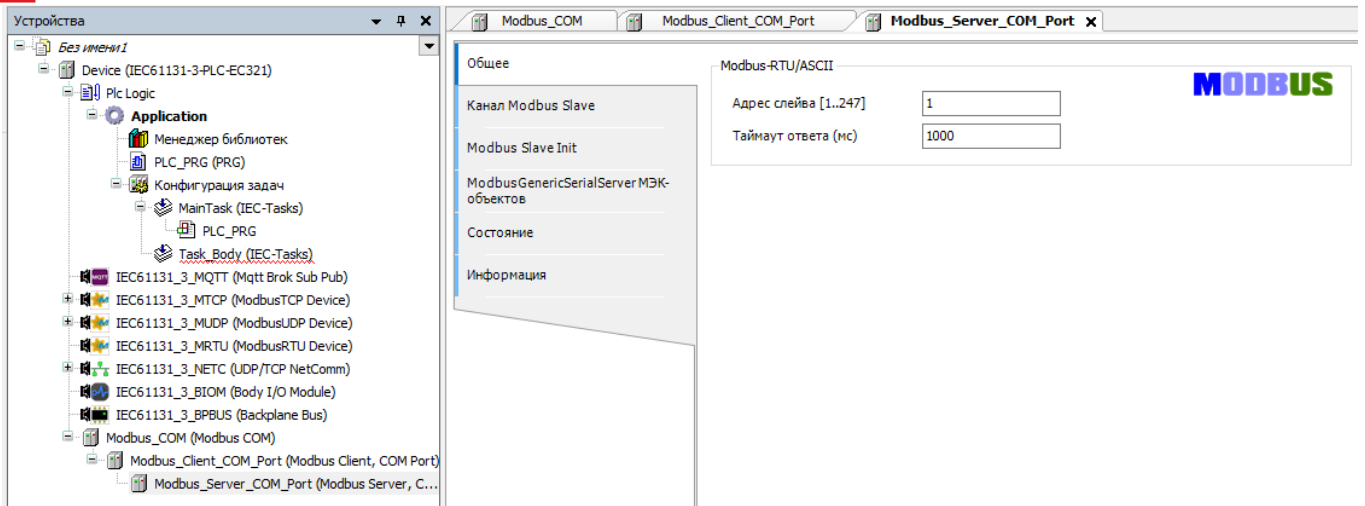 Устройства
Без имени1
Device (IEC61131-3-PLC-EC321)
Plc Logic
Application
Менеджер библиотек
PLC_PRG (PRG)
Конфигурация задач
MainTask (IEC-Tasks)
PLC_PRG
Task_Body (IEC-Tasks)
IEC61131_3_MQTT (Mqtt Brok Sub Pub)
IEC61131_3_MTCP (ModbusTCP Device)
IEC61131_3_MUDP (ModbusUDP Device)
IEC61131_3_MRTU (ModbusRTU Device)
IEC61131_3_NETC (UDP/TCP NetComm)
IEC61131_3_BIOM (Body I/O Module)
IEC61131_3_BPBUS (Backplane Bus)
Modbus_COM (Modbus COM)
Modbus_Client_COM_Port (Modbus Client, COM Port)
Modbus_Server_COM_Port (Modbus Server, C...
Modbus_COM Modbus_Client_COM_Port Modbus_Server_COM_Port
Общее
Канал Modbus Slave
Modbus Slave Init
ModbusGenericSerialServer МЭК-
объектов
Состояние
Информация
Modbus-RTU/ASCII
MODBUS
Адрес слейва [1..247] 1
Таймаут ответа (мс) 1000